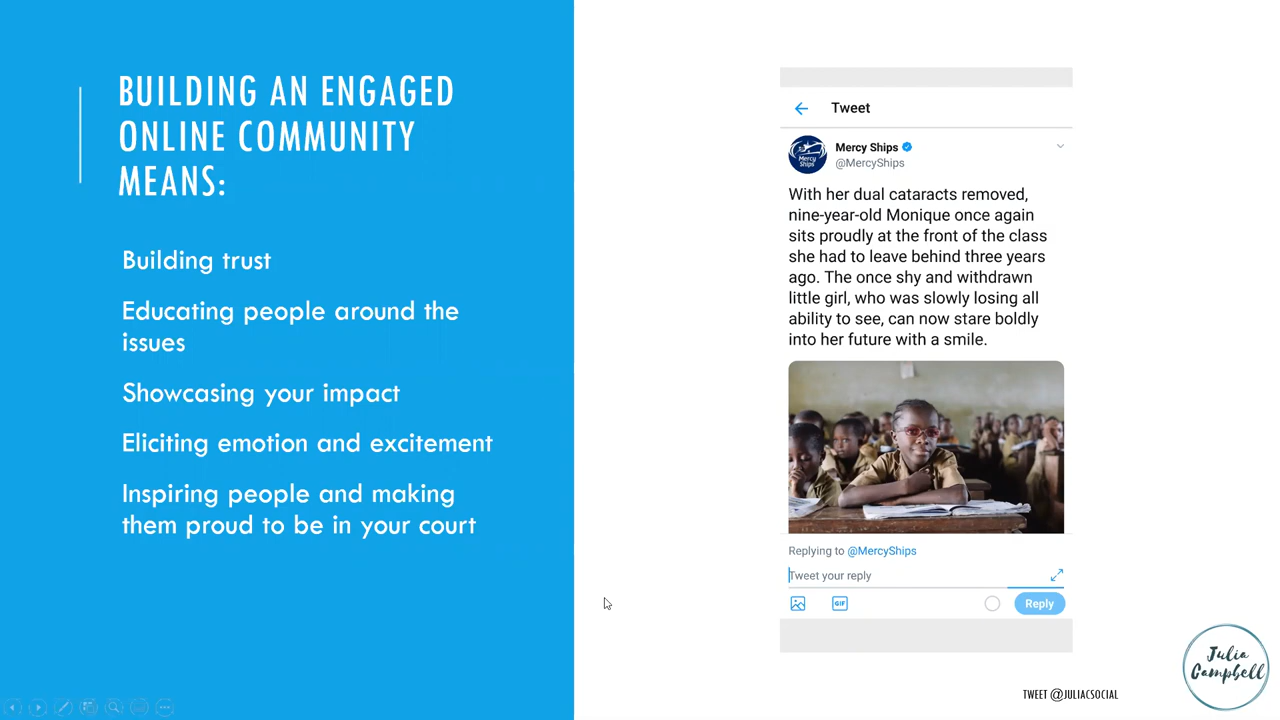 BUILDING AN ENGAGED
ONLINE COMMUNITY
MEANS:
Building trust
Educating people around the
issues
Showcasing your impact
Eliciting emotion and excitement
Inspiring people and making
them proud to be in your court
Tweet
Mercy Ships
@MercyShips
Mercy
Ships
With her dual cataracts removed,
nine-year-old Monique once again
sits proudly at the front of the class
she had to leave behind three years
ago. The once shy and withdrawn
little girl, who was slowly losing all
ability to see, can now stare boldly
into her future with a smile.
Replying to @MercyShips
Tweet your reply
GIF
Reply
TWEET @JULIACSOCIAL
Julia
Campbell